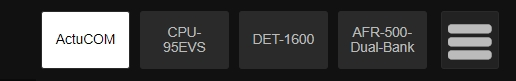 ActuCOM
CPU-
95EVS
DET-1600
AFR-500-
Dual-Bank